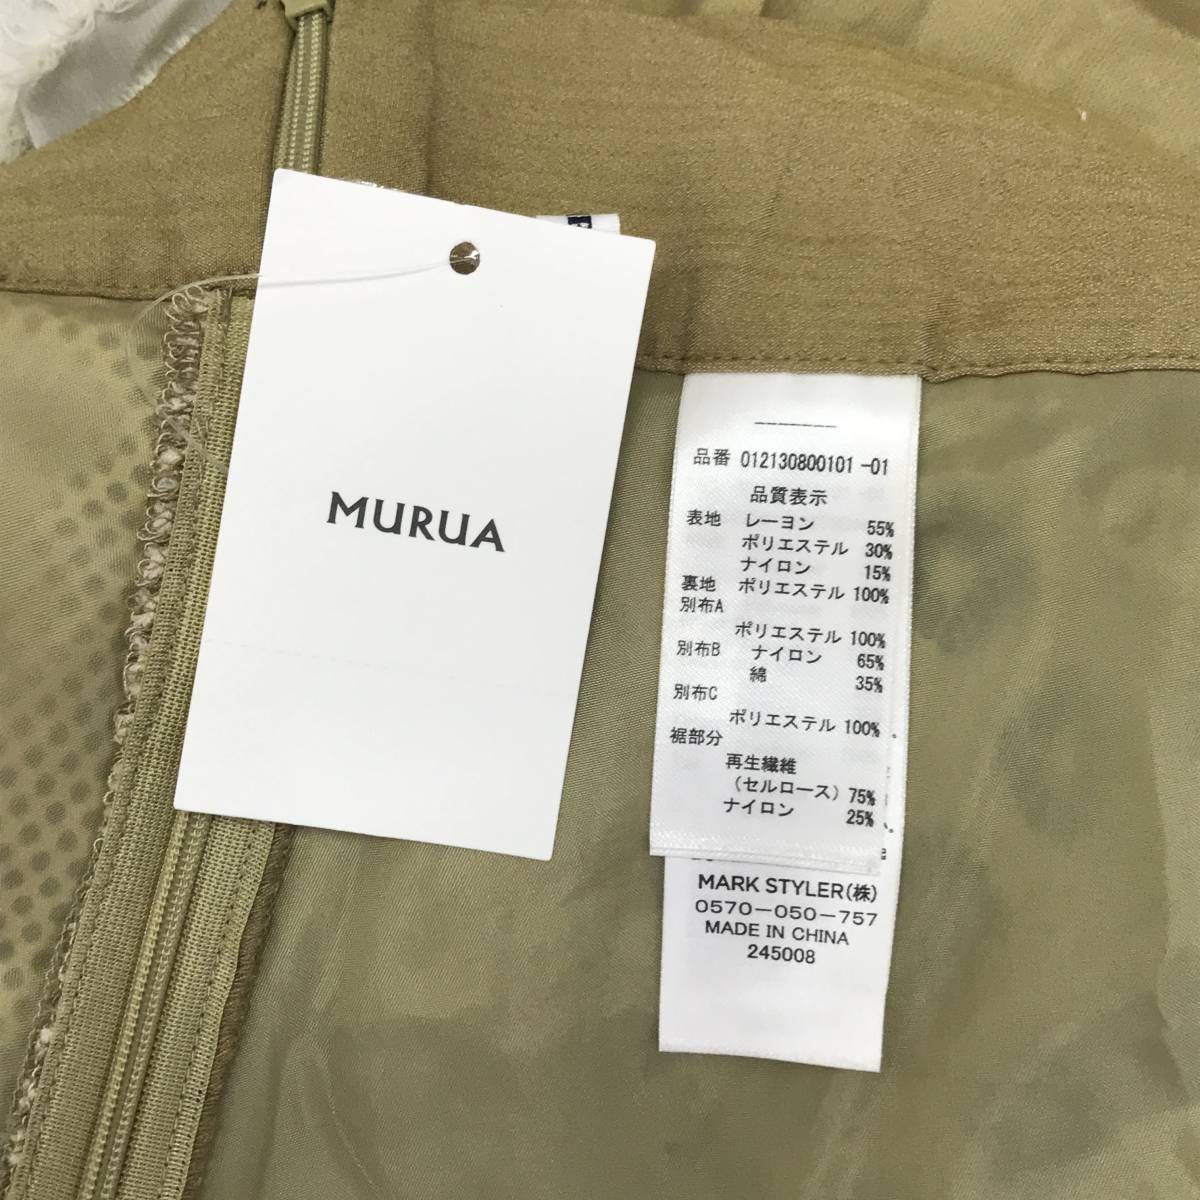 MURUA
品番 012130800101-01
品質表示
表地 レーヨン 55%
ポリエステル 30%
ナイロン 15%
裏地 ポリエステル 100%
別布A
ポリエステル 100%
別布B ナイロン 65%
綿 35%
別布C
ポリエステル 100%
裾部分
再生繊維
(セルロース) 75%
ナイロン 25%
MARK STYLER(株)
0570-050-757
MADE IN CHINA
245008